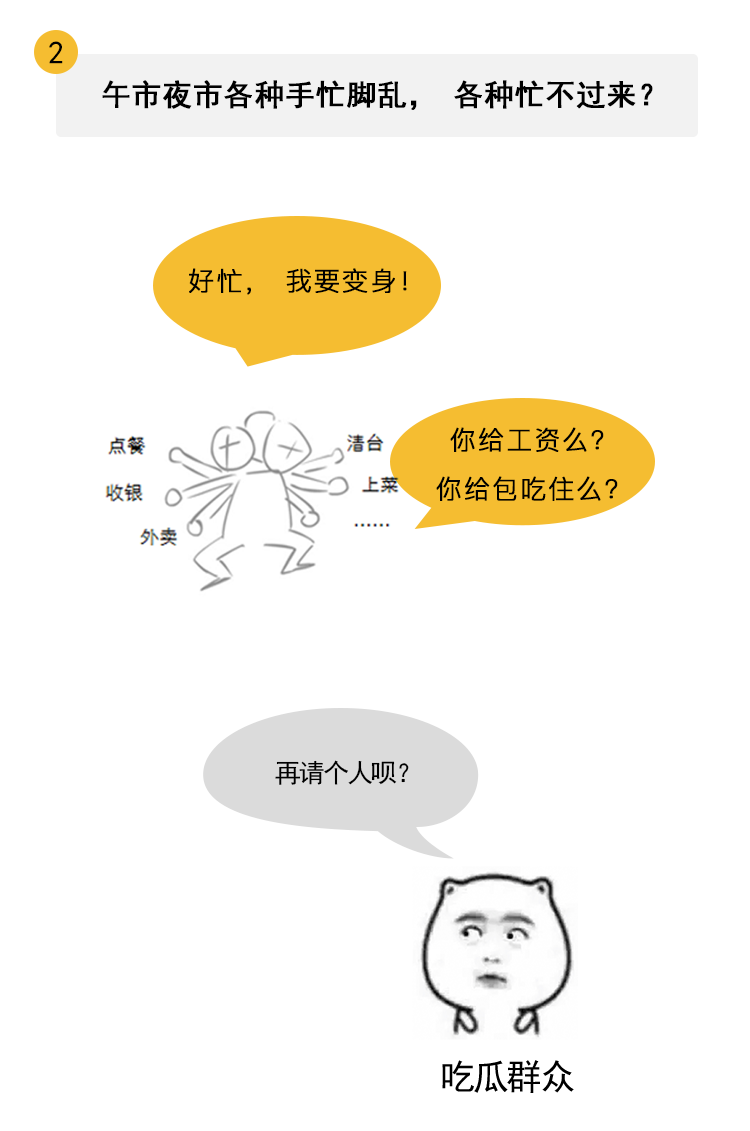 2
午市夜市各种手忙脚乱， 各种忙不过来？
好忙， 我要变身！
点餐
清台
收银
上菜
外卖
……
你给工资么？
你给包吃住么？
再请个人呗？
吃瓜群众